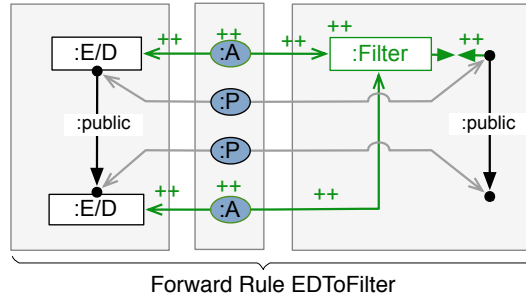 ++ ++ ++ ++ ++
:E/D :A :Filter
:P
:public :public
:P
++ ++ ++
:E/D :A
Forward Rule EDToFilter